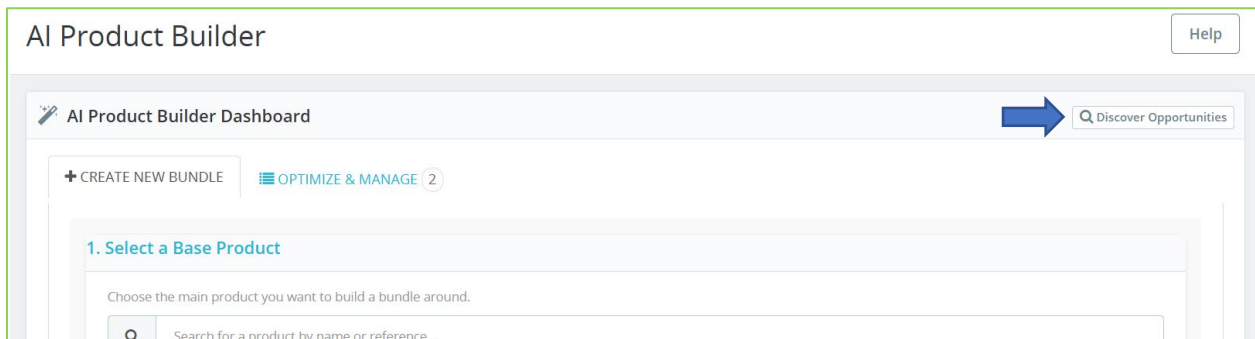 AI Product Builder
Help
AI Product Builder Dashboard
Discover Opportunities
CREATE NEW BUNDLE
OPTIMIZE & MANAGE 2
1. Select a Base Product
Choose the main product you want to build a bundle around.
Search for a product by name or reference...